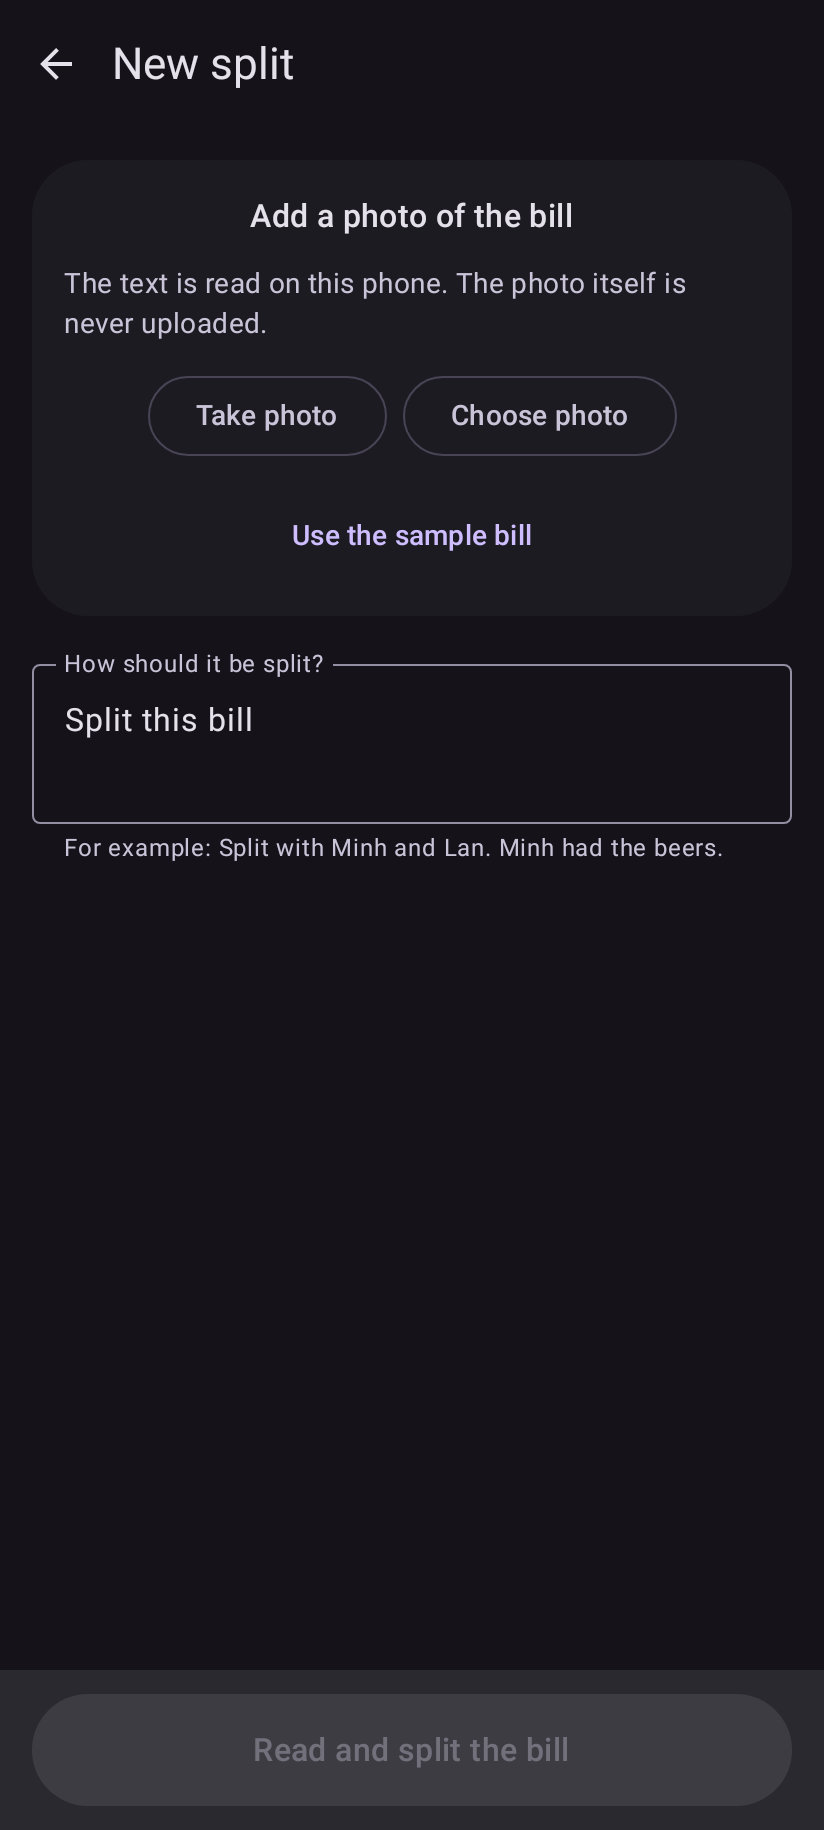 New split
Add a photo of the bill
The text is read on this phone. The photo itself is
never uploaded.
Take photo
Choose photo
Use the sample bill
How should it be split?
Split this bill
For example: Split with Minh and Lan. Minh had the beers.
Read and split the bill